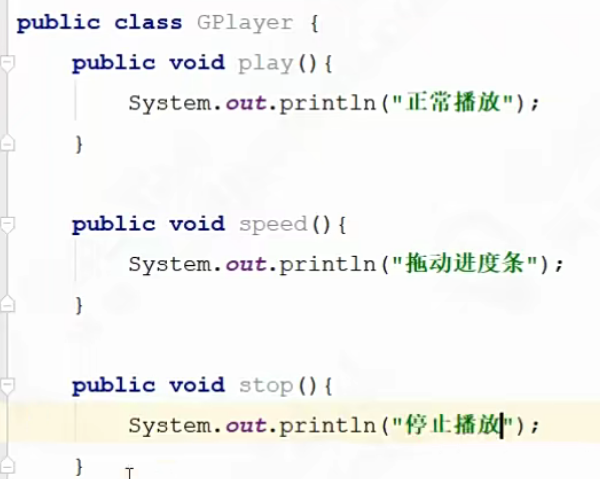 public class GPlayer {
public void play(){
System.out.println("正常播放");
}
public void speed(){
System.out.println("拖动进度条");
}
public void stop(){
System.out.println("停止播放");
}